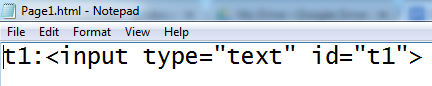 Page1.html - Notepad
File Edit Format View Help
t1:<input type="text" id="t1">